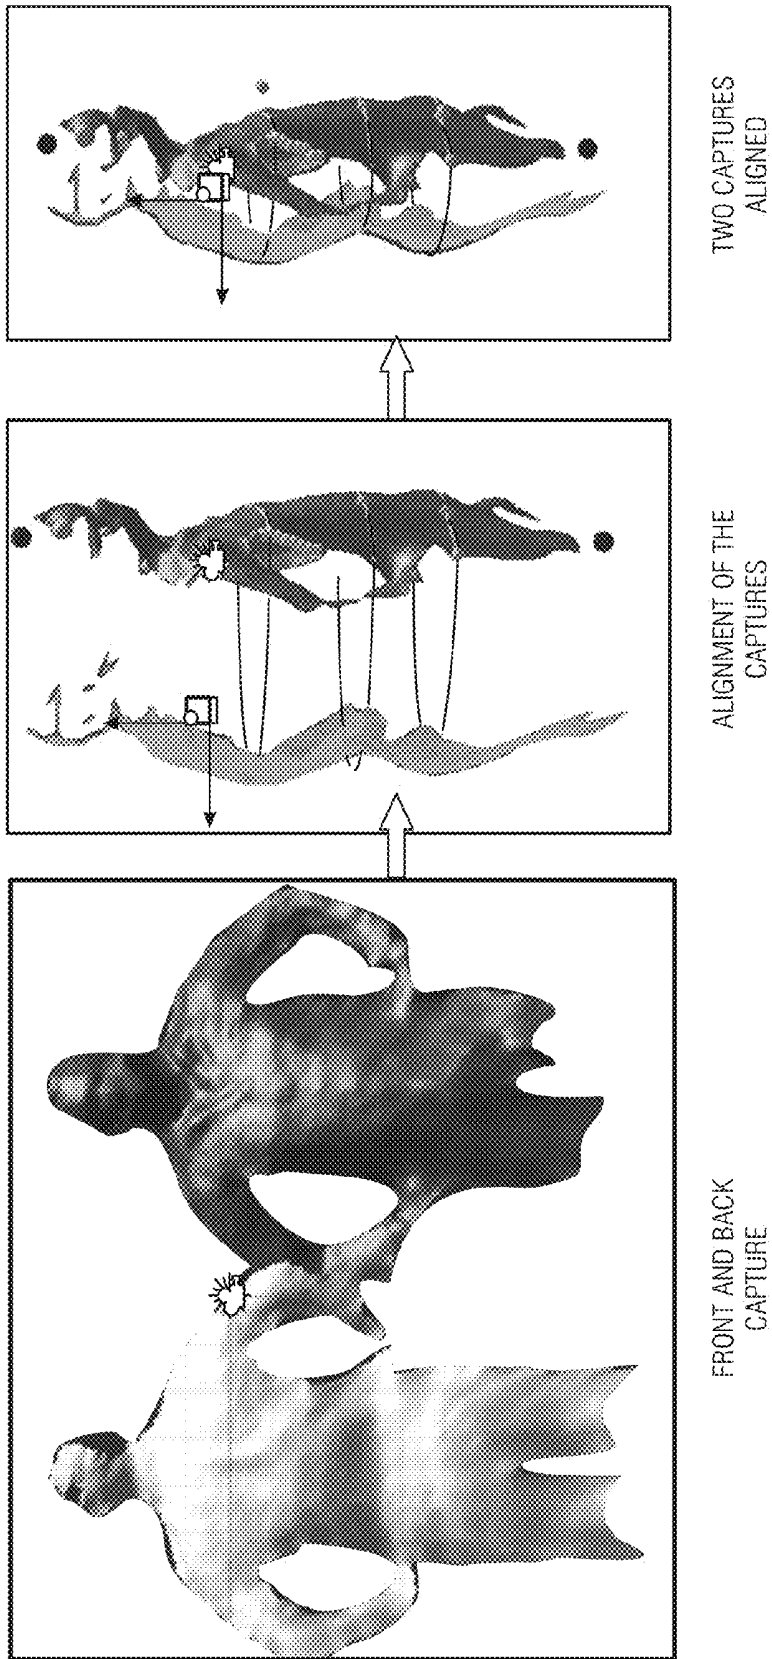 FRONT AND BACK
CAPTURE
ALIGNMENT OF THE
CAPTURES
TWO CAPTURES
ALIGNED